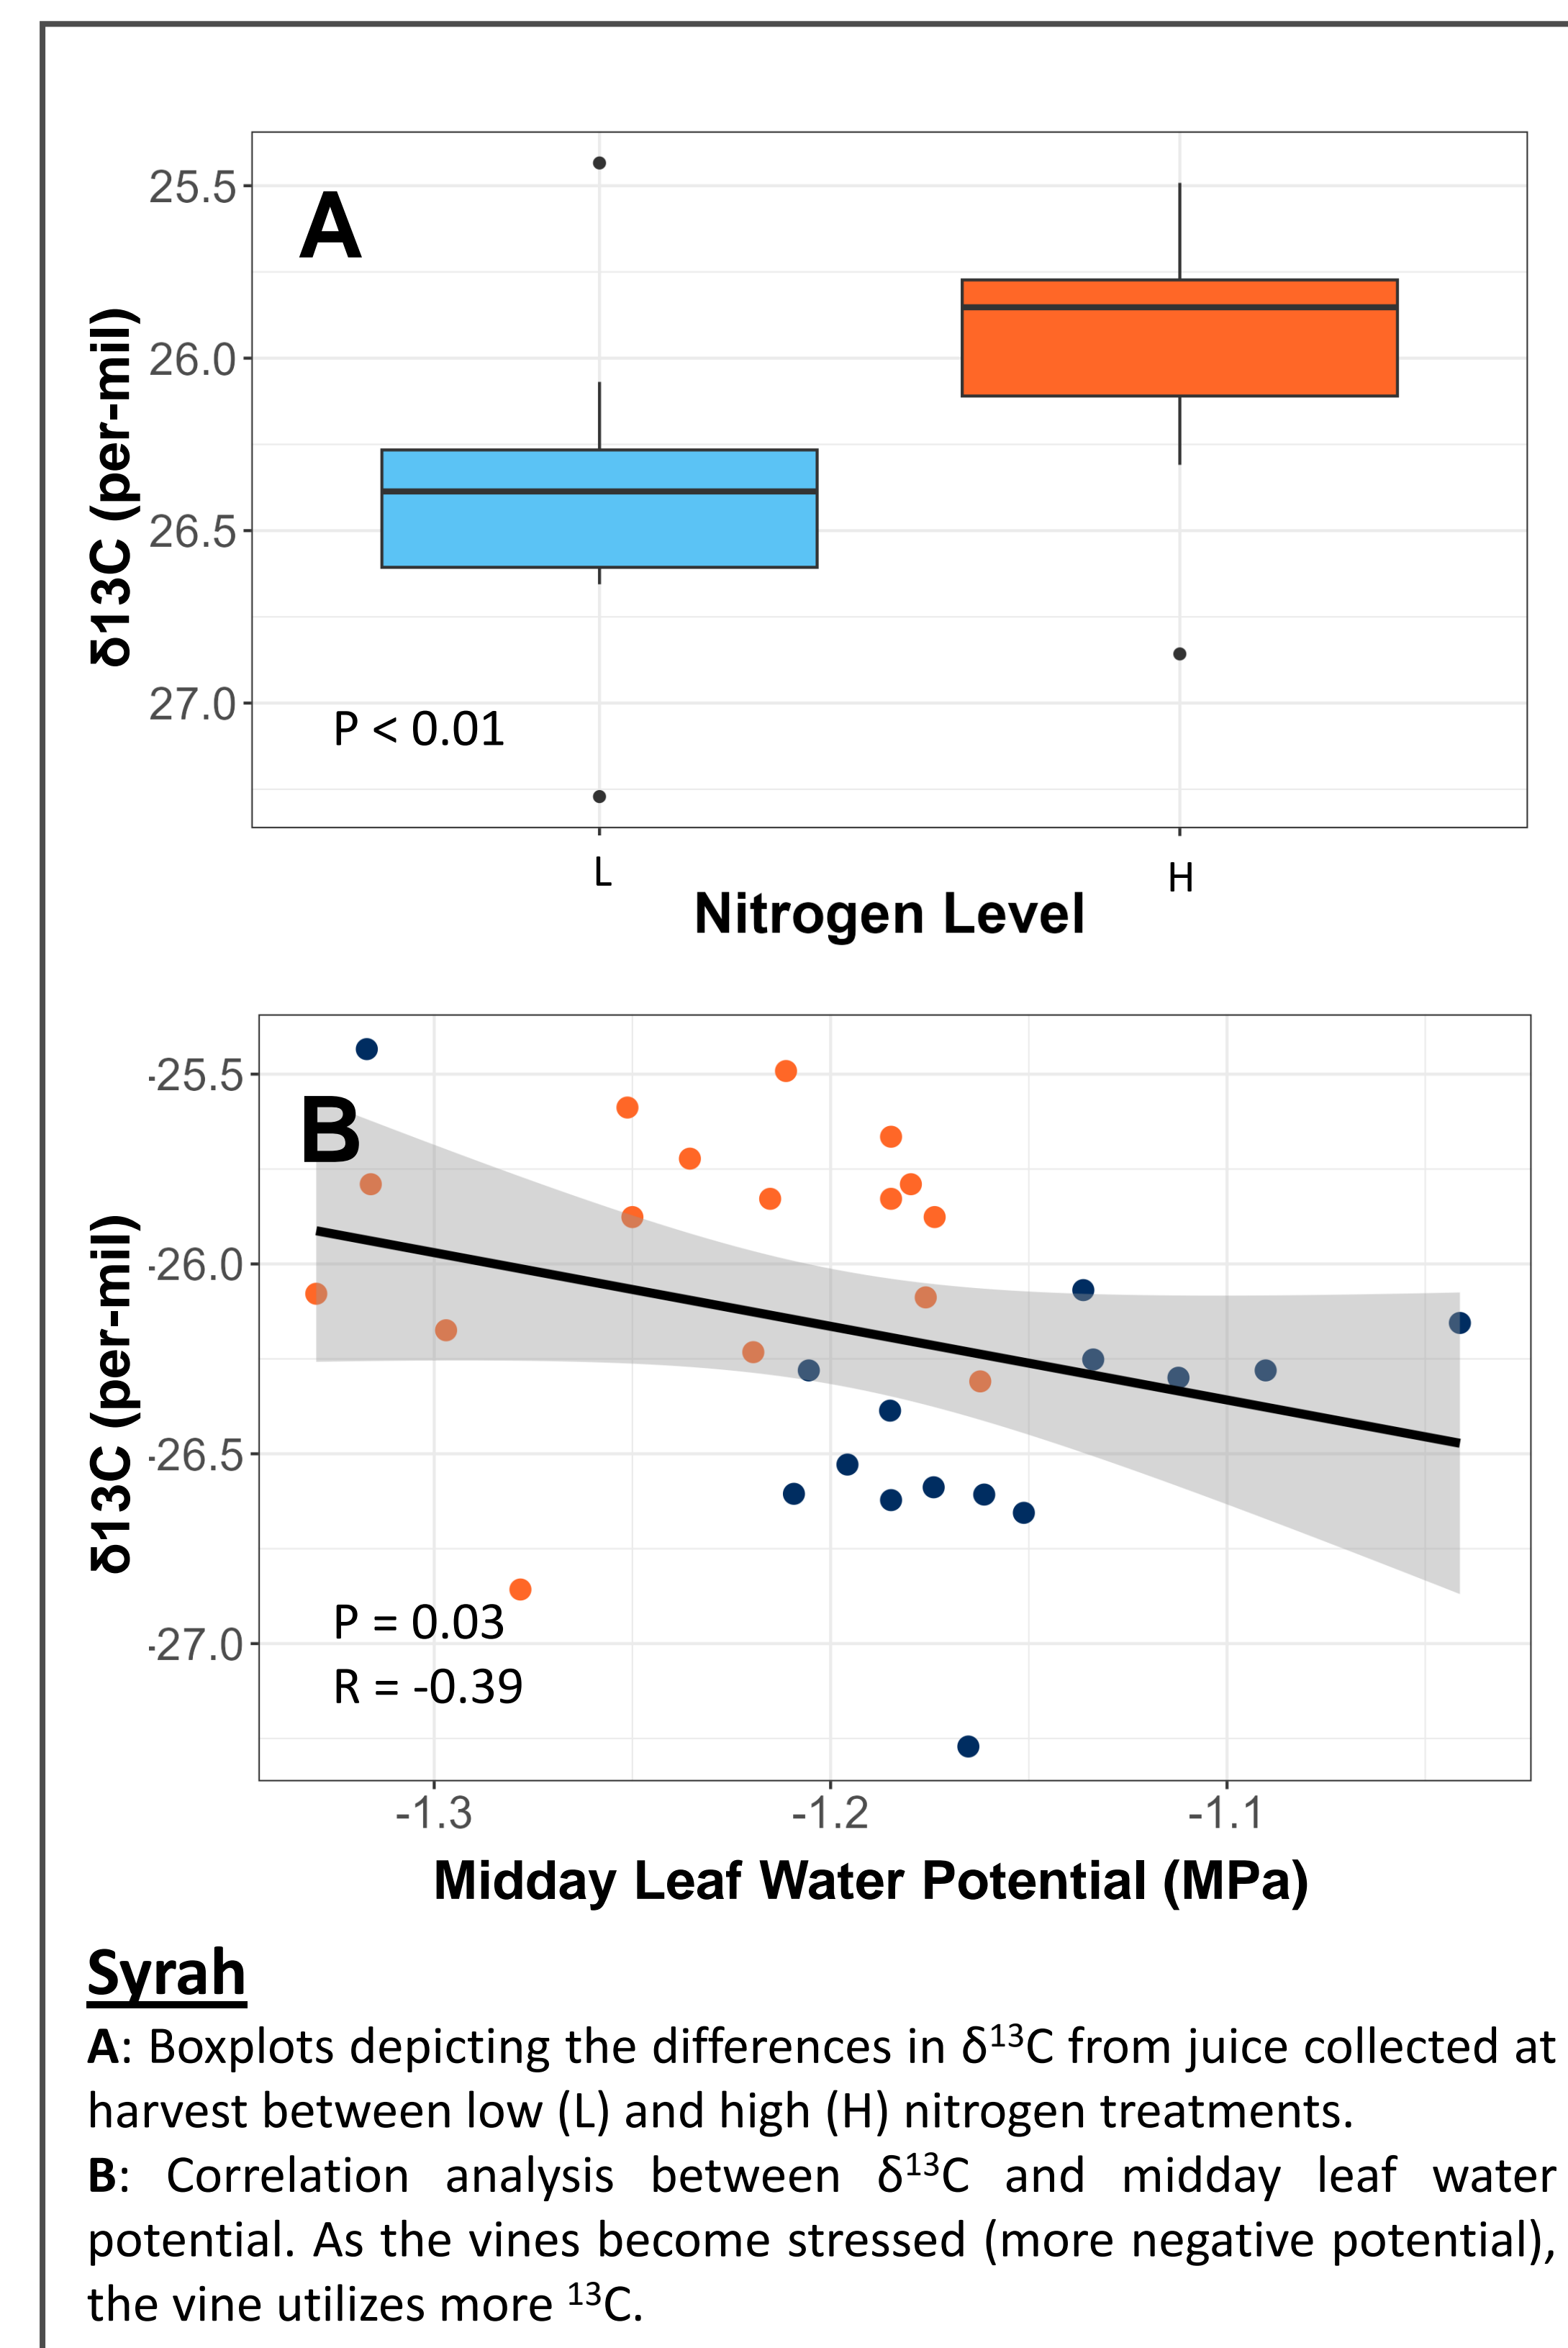 A
25.5
26.0
26.5
27.0
δ13C (per-mil)
P < 0.01
L
H
Nitrogen Level
B
-25.5
-26.0
-26.5
-27.0
δ13C (per-mil)
P = 0.03
R = -0.39
-1.3
-1.2
-1.1
Midday Leaf Water Potential (MPa)
Syrah
A: Boxplots depicting the differences in δ¹³C from juice collected at
harvest between low (L) and high (H) nitrogen treatments.
B: Correlation analysis between δ¹³C and midday leaf water
potential. As the vines become stressed (more negative potential),
the vine utilizes more ¹³C.